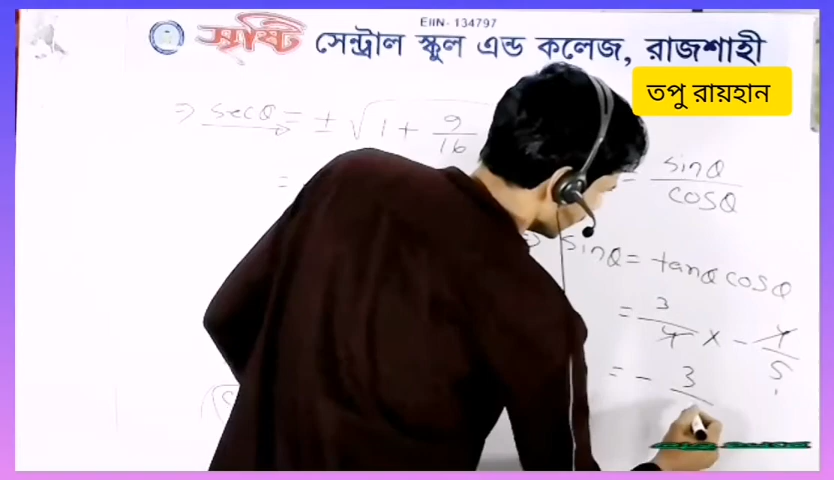 EIIN- 134797
সৃষ্টি সেন্ট্রাল স্কুল এন্ড কলেজ, রাজশাহী
তপু রায়হান
⇒ secθ = ± √(1 + 9/16)
=
= sinθ/cosθ
⇒ sinθ = tanθ cosθ
= 3/4 × - 4/5
= - 3/